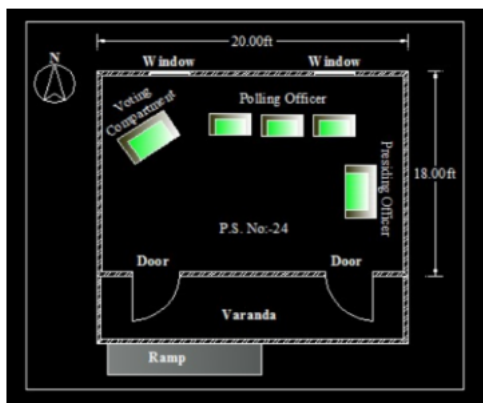 20.00ft
N
Window
Window
Voting
Compartment
Polling Officer
Presiding Officer
18.00ft
P.S. No:-24
Door
Door
Varanda
Ramp